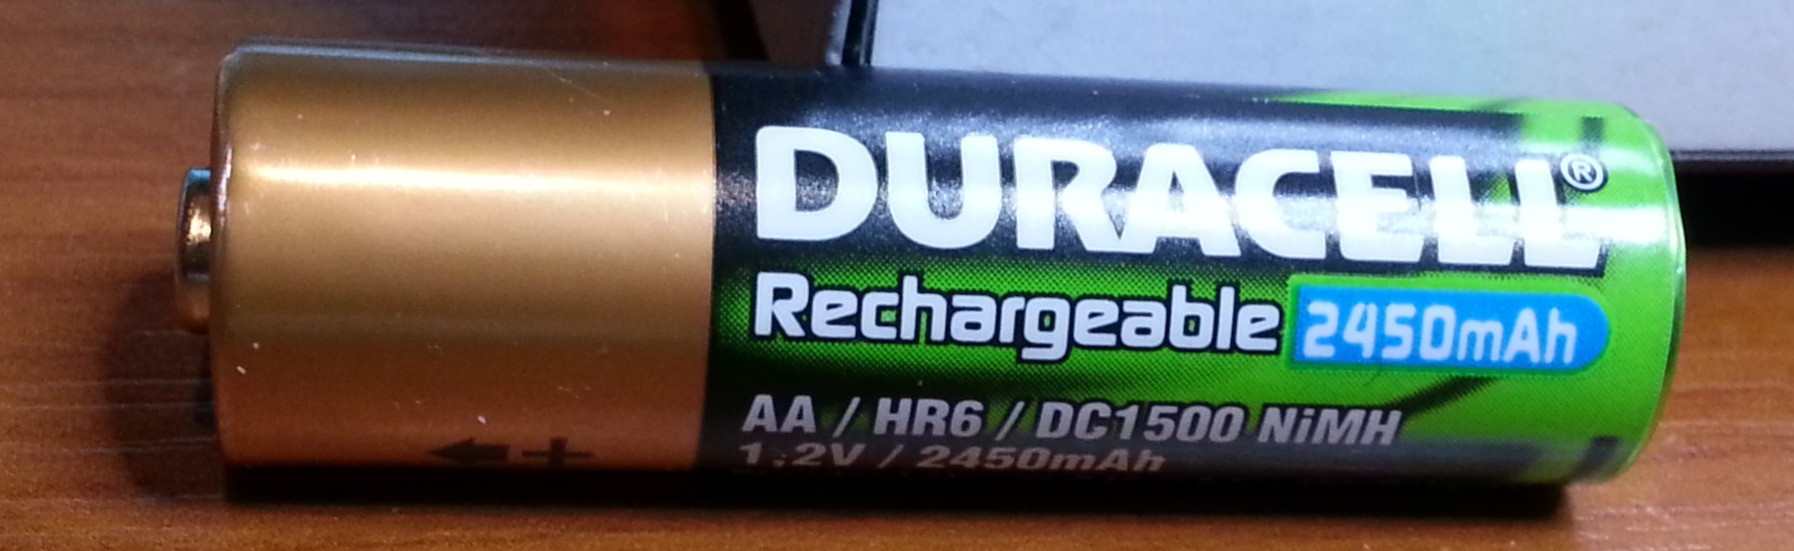 DURACELL®
Rechargeable 2450mAh
AA / HR6 / DC1500 NiMH
1.2V / 2450mAh
+